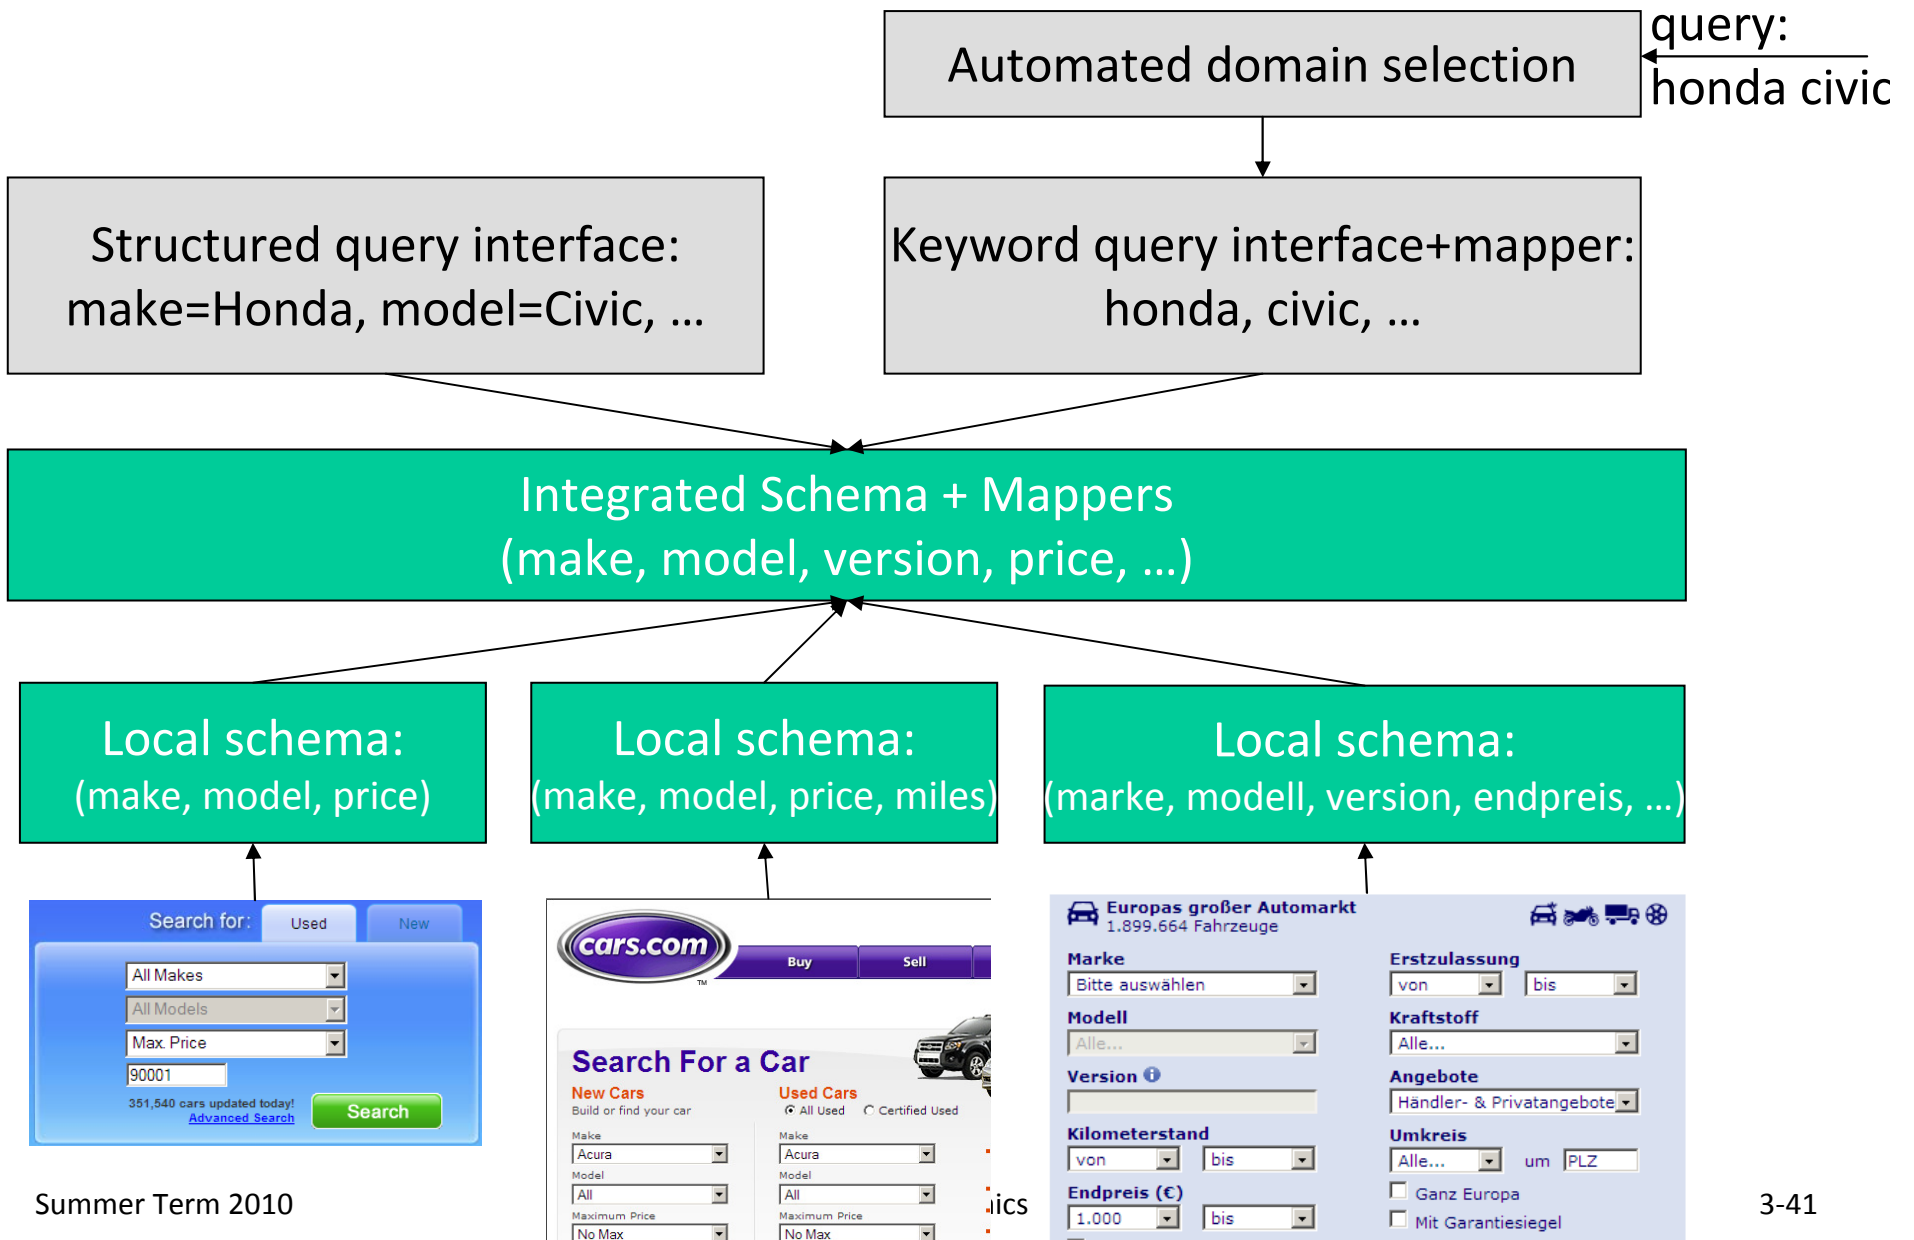 query:
honda civic
Automated domain selection
Structured query interface:
make=Honda, model=Civic, …
Keyword query interface+mapper:
honda, civic, …
Integrated Schema + Mappers
(make, model, version, price, …)
Local schema:
(make, model, price)
Local schema:
(make, model, price, miles)
Local schema:
(marke, modell, version, endpreis, …)
Search for:
Used
New
All Makes
All Models
Max. Price
90001
351,540 cars updated today!
Advanced Search
Search
cars.com
TM
Buy
Sell
Search For a Car
New Cars
Build or find your car
Make
Acura
Model
All
Maximum Price
No Max
Used Cars
All Used
Certified Used
Make
Acura
Model
All
Maximum Price
No Max
Europas großer Automarkt
1.899.664 Fahrzeuge
Marke
Bitte auswählen
Modell
Alle...
Version
Kilometerstand
von
bis
Endpreis (€)
1.000
bis
Erstzulassung
von
bis
Kraftstoff
Alle...
Angebote
Händler- & Privatangebote
Umkreis
Alle...
um
PLZ
Ganz Europa
Mit Garantiesiegel
Summer Term 2010
ics
3-41